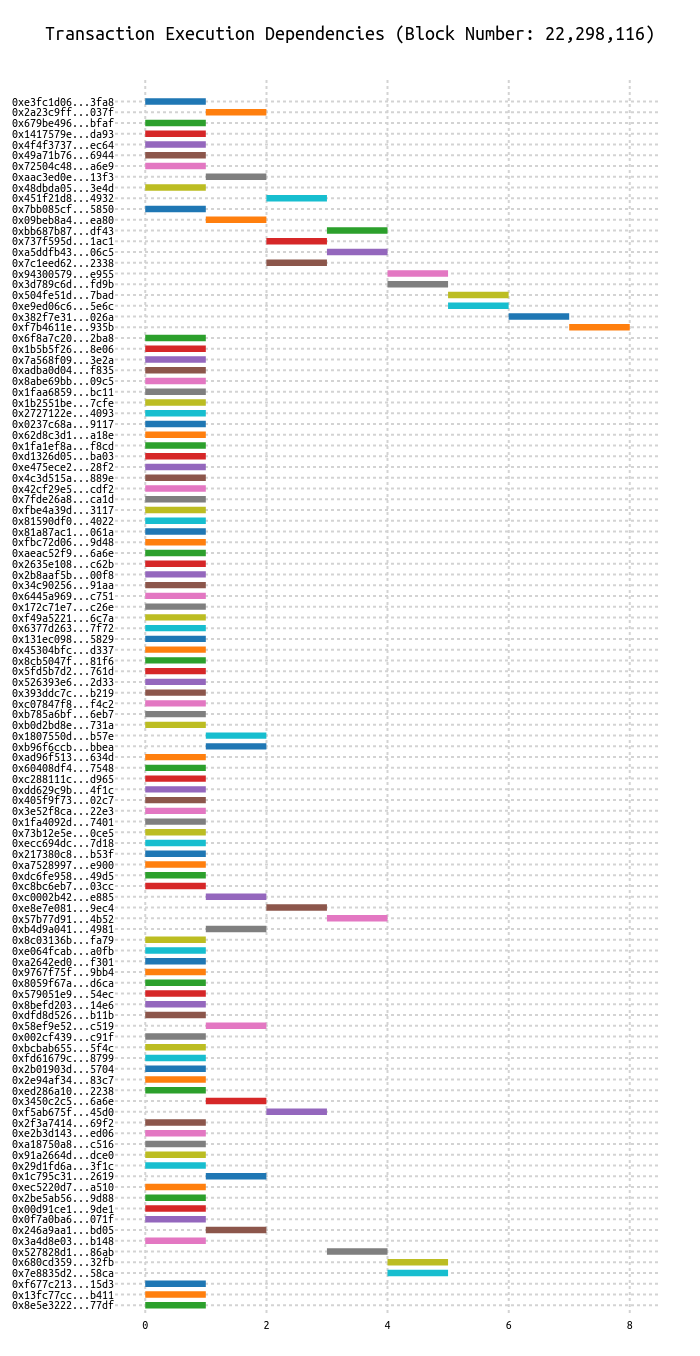 Transaction Execution Dependencies (Block Number: 22,298,116)
0xe3fc1d06...3fa8
0x2a23c9ff...037f
0x679be496...bfaf
0x1417579e...da93
0x4f4f3737...ec64
0x49a71b76...6944
0x72504c48...a6e9
0xaac3ed0e...13f3
0x48dbda05...3e4d
0x451f21d8...4932
0x7bb085cf...5850
0x09beb8a4...ea80
0xbb687b87...df43
0x737f595d...1ac1
0xa5ddfb43...06c5
0x7c1eed62...2338
0x94300579...e955
0x3d789c6d...fd9b
0x504fe51d...7bad
0x9ed06c6...5e6c
0x382f7e31...026a
0xf7b4611e...935b
0x6f8a7c20...2ba8
0x1b5b5f26...8e06
0x7a568f09...3e2a
0xadba0d04...f835
0x8abe69bb...09c5
0x1faa6859...bc11
0x1b2551be...7cfe
0x2727122e...4093
0x0237c68a...9117
0x62d8c3d1...a18e
0x1fa1ef8a...f8cd
0xd1326d05...ba03
0xe475ece2...28f2
0x4c3d515a...889e
0x42cf29e5...cdf2
0x7fde26a8...ca1d
0xfbe4a39d...3117
0x81590df0...4022
0x81a87ac1...061a
0xfbc72d06...9d48
0xaeac52f9...6a6e
0x2635e108...c62b
0x2b8aaf5b...00f8
0x34c90256...91aa
0x6445a969...c751
0x172c71e7...c26e
0xf49a5221...6c7a
0x6377d263...7f72
0x131ec098...5829
0x45304bfc...d337
0x8cb5047f...81f6
0x5fd5b7d2...761d
0x526393e6...2d33
0x393ddc7c...b219
0xc07847f8...f4c2
0xb785a6bf...6eb7
0xb0d2bd8e...731a
0x1807550d...b57e
0xb96f6ccb...bbea
0xad96f513...634d
0x60408df4...7548
0xc288111c...d965
0xdd629c9b...4f1c
0x405f9f73...02c7
0x3e52f8ca...22e3
0x1fa4092d...7401
0x73b12e5e...0ce5
0xecc694dc...7d18
0x217380c8...b53f
0xa7528997...e900
0xdc6fe958...49d5
0xc8bc6eb7...03cc
0xc0002b42...e885
0xe8e7e081...9ec4
0x57b77d91...4b52
0xb4d9a041...4981
0x8c03136b...fa79
0xe064fcab...a0fb
0xa2642ed0...f301
0x9767f75f...9bb4
0x8059f67a...d6ca
0x579051e9...54ec
0x8befd203...14e6
0xdfd8d526...b11b
0x58ef9e52...c519
0x002cf439...c91f
0xbcbab655...5f4c
0xfd61679c...8799
0x2b01903d...5704
0x2e94af34...83c7
0xed286a10...2238
0x3450c2c5...6a6e
0xf5ab675f...45d0
0x2f3a7414...69f2
0xe2b3d143...ed06
0xa18750a8...c516
0x91a2664d...dce0
0x29d1fd6a...3f1c
0x1c795c31...2619
0xec5220d7...a510
0x2be5ab56...9d88
0x00d91ce1...9de1
0x0f7a0ba6...071f
0x246a9aa1...bd05
0x3a4d8e03...b148
0x527828d1...86ab
0x680cd359...32fb
0x7e8835d2...58ca
0xf677c213...15d3
0x13fc77cc...b411
0x8e5e3222...77df
0 2 4 6 8